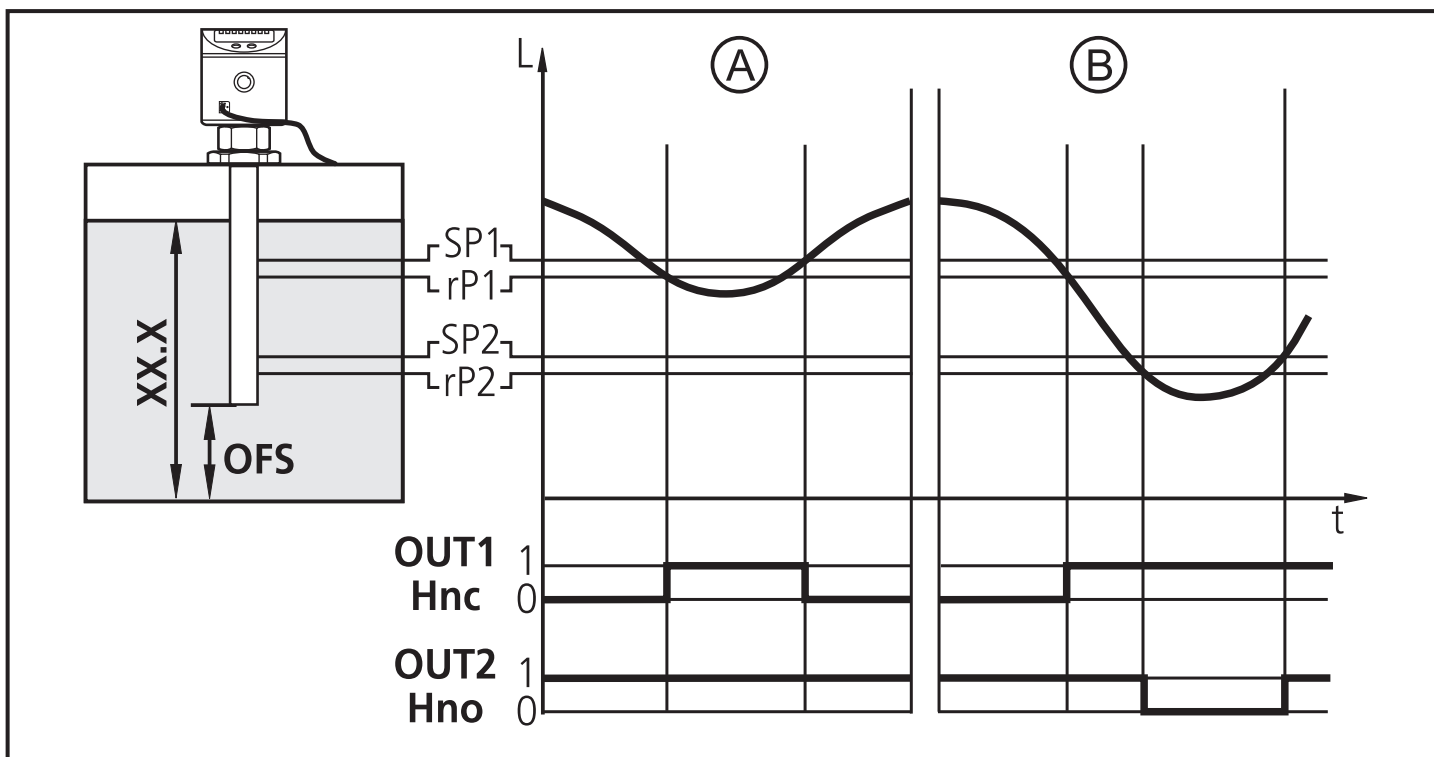 L
A
B
SP1
rP1
SP2
rP2
XX.X
OFS
t
OUT1 1
Hnc 0
OUT2 1
Hno 0